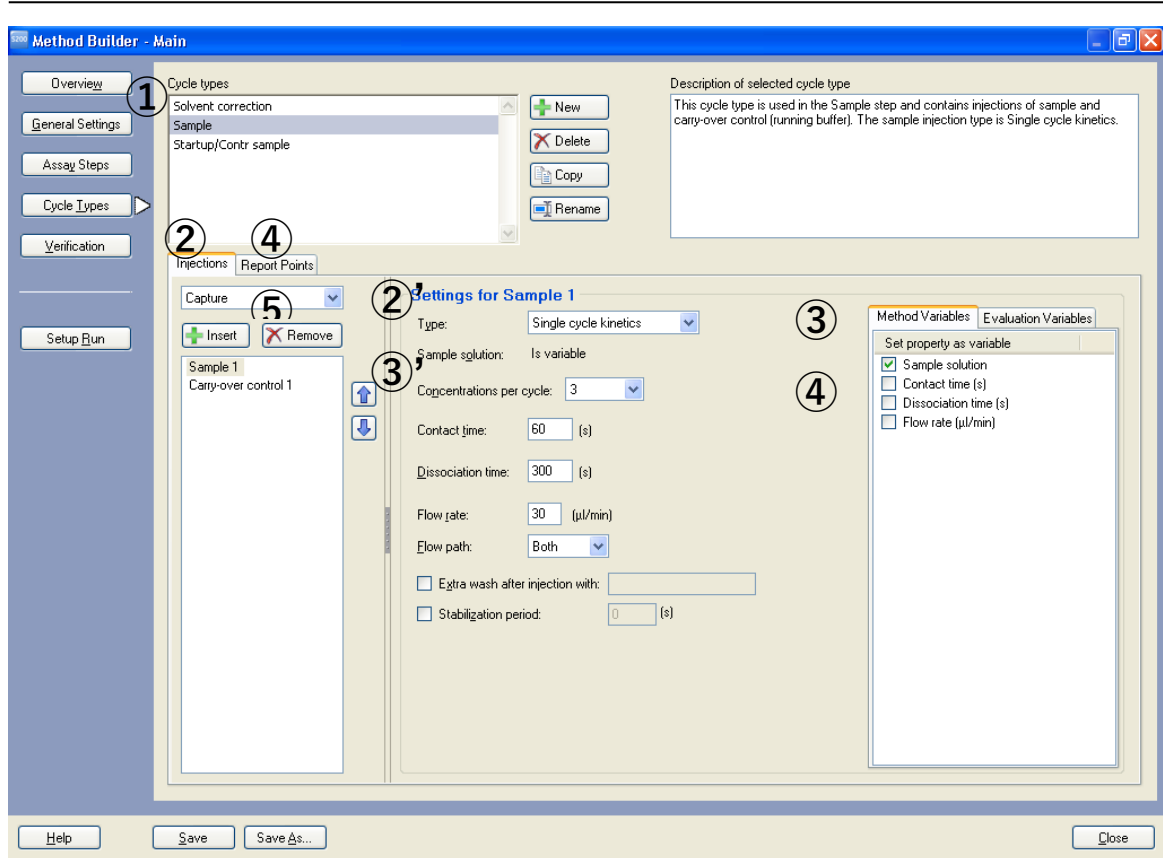 Method Builder - Main
Overview
General Settings
Assay Steps
Cycle Types
Verification
Setup Run
①
Cycle types
Solvent correction
Sample
Startup/Contr sample
New
Delete
Copy
Rename
Description of selected cycle type
This cycle type is used in the Sample step and contains injections of sample and
carry-over control (running buffer). The sample injection type is Single cycle kinetics.
② ④
Injections Report Points
Capture
⑤
Insert Remove
Sample 1
Carry-over control 1
②’
Settings for Sample 1
Type: Single cycle kinetics
Sample solution: Is variable
③’
Concentrations per cycle: 3
Contact time: 60 (s)
Dissociation time: 300 (s)
Flow rate: 30 (µl/min)
Flow path: Both
Extra wash after injection with:
Stabilization period: 0 (s)
③
Method Variables Evaluation Variables
Set property as variable
④
Sample solution
Contact time (s)
Dissociation time (s)
Flow rate (µl/min)
Help Save Save As... Close